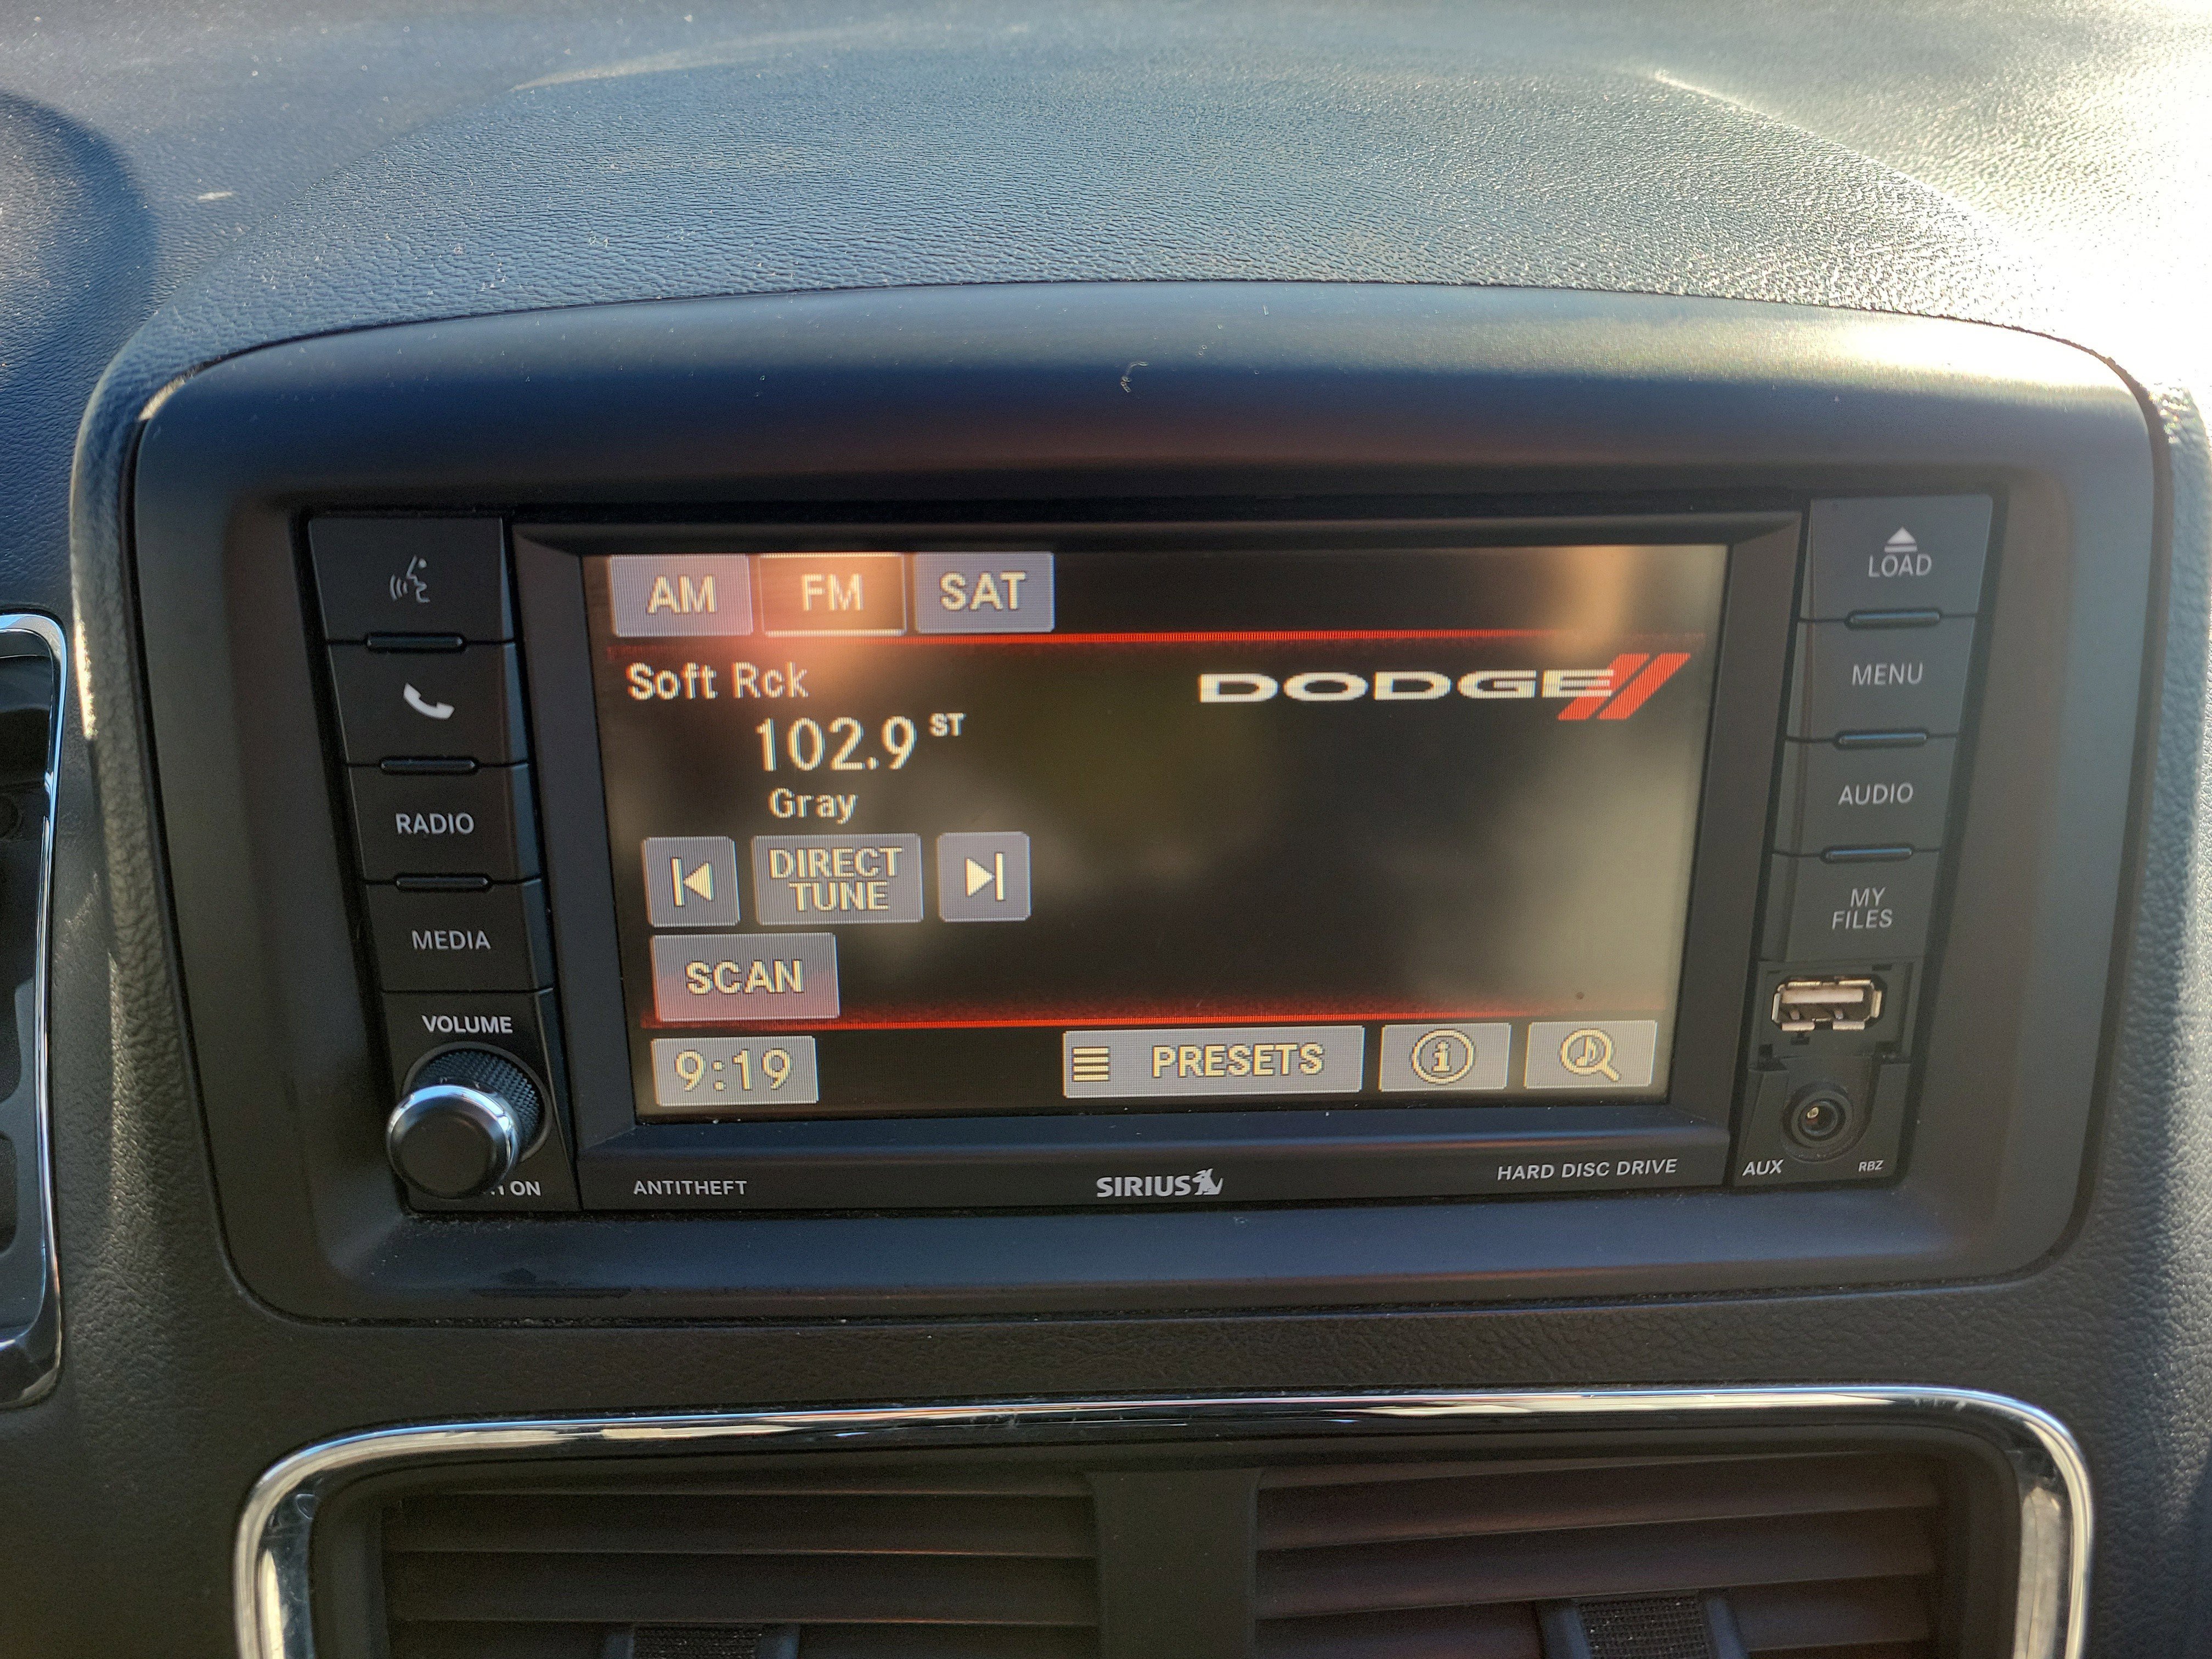 LOAD
MENU
AUDIO
MY
FILES
AUX
RBZ
RADIO
MEDIA
VOLUME
ON
AM FM SAT
Soft Rck
DODGE
102.9 ST
Gray
DIRECT
TUNE
SCAN
9:19
PRESETS
i
ANTITHEFT
SIRIUS
HARD DISC DRIVE